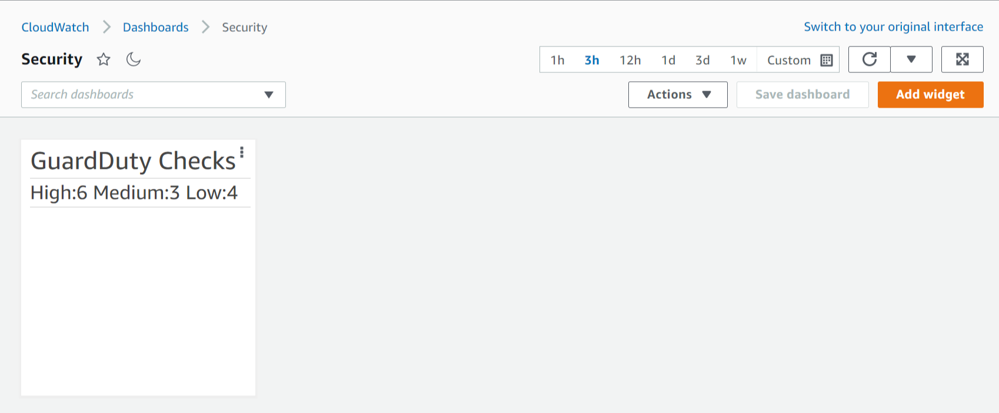 CloudWatch Dashboards Security
Switch to your original interface
Security
1h 3h 12h 1d 3d 1w Custom
Search dashboards
Actions Save dashboard Add widget
GuardDuty Checks
High:6 Medium:3 Low:4